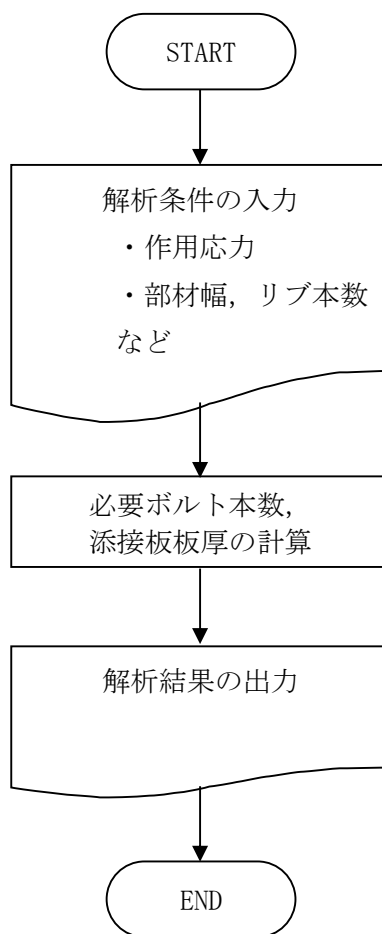 START
解析条件の入力
・作用応力
・部材幅，リブ本数
など
必要ボルト本数，
添接板板厚の計算
解析結果の出力
END